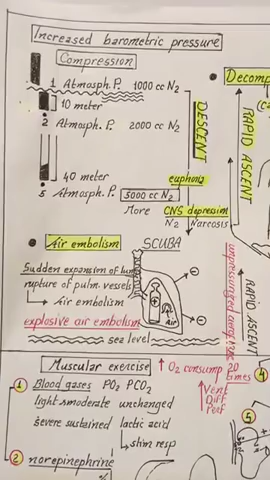 Increased barometric pressure
Compression
1 Atmosph. P. 1000 cc N₂
10 meter
2 Atmosph. P. 2000 cc N₂
40 meter
5 Atmosph. P. 5000 cc N₂
DESCENT
euphoria
More CNS depression
N₂ Narcosis
Decomp
RAPID ASCENT
Air embolism
SCUBA
Sudden expansion of lung
rupture of pulm. vessels
Air embolism
explosive air embolism
Air
sea level
RAPID ASCENT
Muscular exercise
↑ O₂ consump 20 times
↑ Vent
Diff
Perf
1 Blood gases PO₂ PCO₂
light & moderate unchanged
severe sustained lactic acid
stim resp
2 norepinephrine
4
5